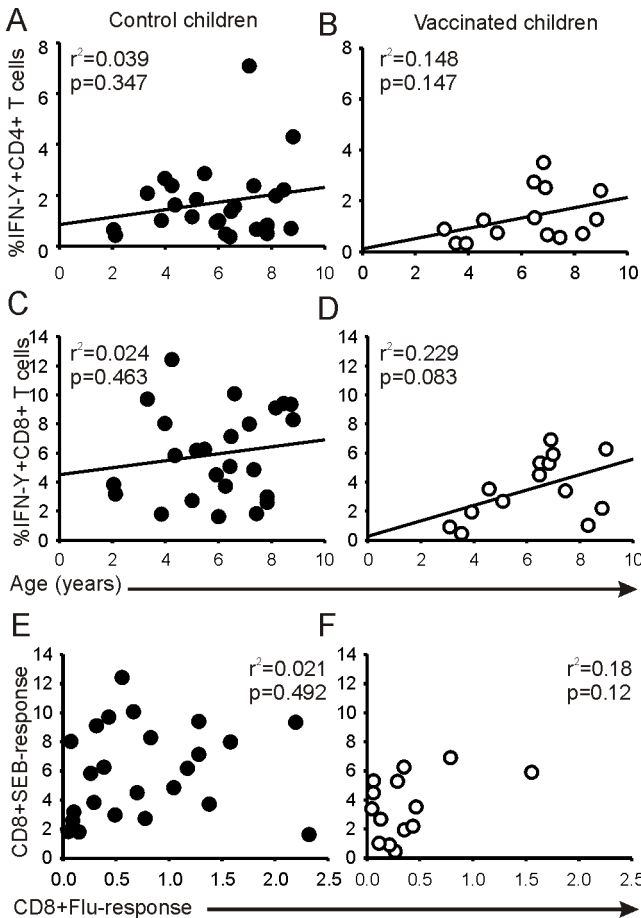 A Control children
B Vaccinated children
%IFN-Y+CD4+ T cells
8
6
4
2
0
r²=0.039
p=0.347
0 2 4 6 8 10
8
6
4
2
0
r²=0.148
p=0.147
0 2 4 6 8 10
C
D
%IFN-Y+CD8+ T cells
14
12
10
8
6
4
2
0
r²=0.024
p=0.463
0 2 4 6 8 10
14
12
10
8
6
4
2
0
r²=0.229
p=0.083
0 2 4 6 8 10
Age (years)
E
F
CD8+SEB-response
14
12
10
8
6
4
2
0
r²=0.021
p=0.492
0.0 0.5 1.0 1.5 2.0 2.5
14
12
10
8
6
4
2
0
r²=0.18
p=0.12
0.0 0.5 1.0 1.5 2.0 2.5
CD8+Flu-response